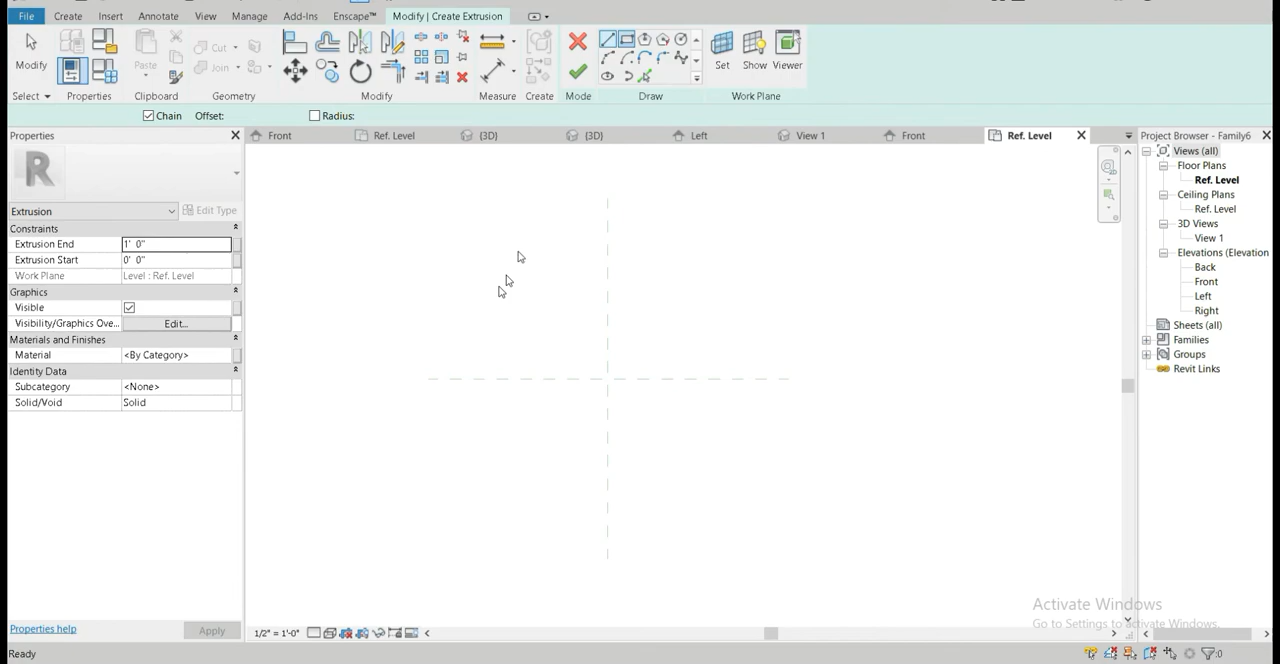 File Create Insert Annotate View Manage Add-Ins Enscape™ Modify | Create Extrusion
Modify Paste Cut Join Set Show Viewer
Select Properties Clipboard Geometry Modify Measure Create Mode Draw Work Plane
Chain Offset: Radius:
Properties Front Ref. Level {3D} {3D} Left View 1 Front Ref. Level Project Browser - Family6
R
Extrusion Edit Type
Constraints
Extrusion End 1' 0"
Extrusion Start 0' 0"
Work Plane Level : Ref. Level
Graphics
Visible
Visibility/Graphics Ove... Edit...
Materials and Finishes
Material <By Category>
Identity Data
Subcategory <None>
Solid/Void Solid
Views (all)
Floor Plans
Ref. Level
Ceiling Plans
Ref. Level
3D Views
View 1
Elevations (Elevation
Back
Front
Left
Right
Sheets (all)
Families
Groups
Revit Links
Activate Windows
Go to Settings to activate Windows.
Properties help Apply 1/2" = 1'-0"
Ready :0